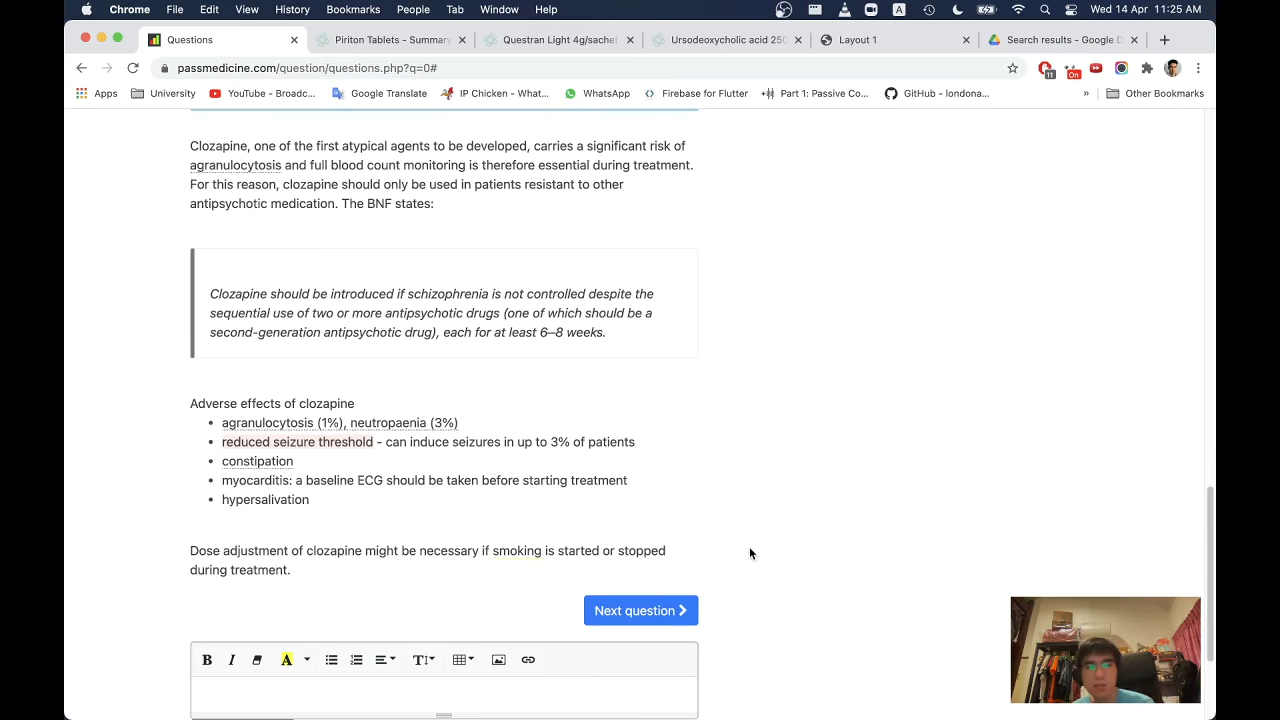 Chrome File Edit View History Bookmarks People Tab Window Help
A Wed 14 Apr 11:25 AM
Questions
Piriton Tablets - Summary
Questran Light 4g/sachet
Ursodeoxycholic acid 250
ut 1
Search results - Google D
passmedicine.com/question/questions.php?q=0#
11
On
Apps University YouTube - Broadc... Google Translate IP Chicken - What... WhatsApp Firebase for Flutter Part 1: Passive Co... GitHub - londona... » Other Bookmarks
Clozapine, one of the first atypical agents to be developed, carries a significant risk of
agranulocytosis and full blood count monitoring is therefore essential during treatment.
For this reason, clozapine should only be used in patients resistant to other
antipsychotic medication. The BNF states:
Clozapine should be introduced if schizophrenia is not controlled despite the
sequential use of two or more antipsychotic drugs (one of which should be a
second-generation antipsychotic drug), each for at least 6–8 weeks.
Adverse effects of clozapine
• agranulocytosis (1%), neutropaenia (3%)
• reduced seizure threshold - can induce seizures in up to 3% of patients
• constipation
• myocarditis: a baseline ECG should be taken before starting treatment
• hypersalivation
Dose adjustment of clozapine might be necessary if smoking is started or stopped
during treatment.
Next question
B I A T